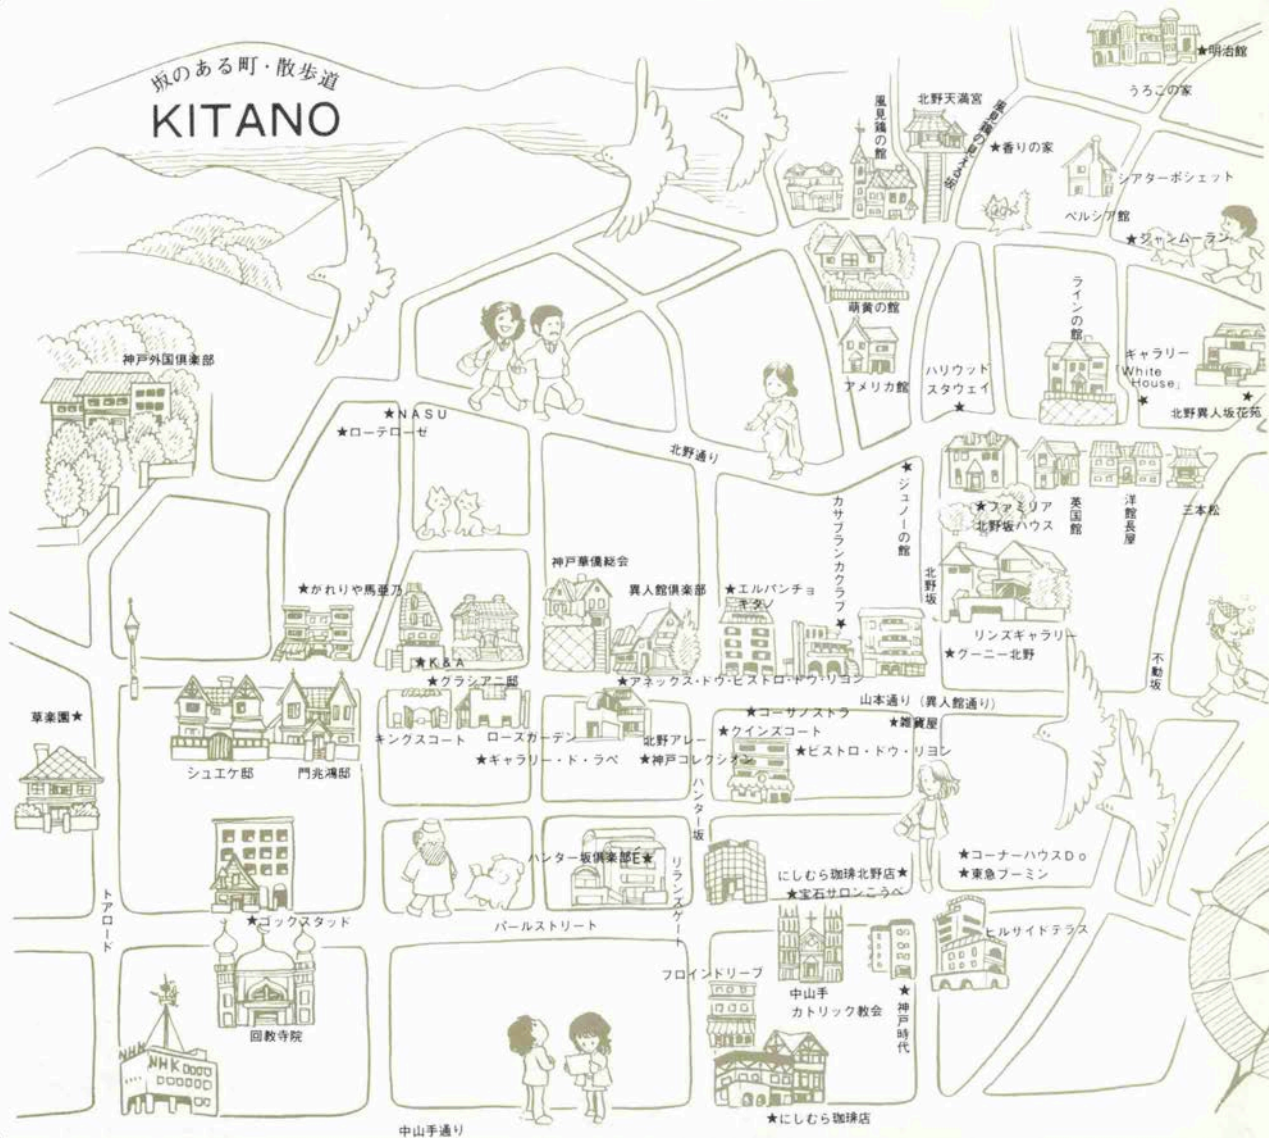 坂のある町・散歩道
KITANO
★明治館
うろこの家
北野天満宮
風見鶏の館
風見鶏の見える坂
★香りの家
シアターポシェット
ペルシア館
★ジャンムーラン
萌黄の館
アメリカ館
ラインの館
ハリウッド
スタウェイ
★
ギャラリー
「White
House」
★
★
北野異人坂花苑
神戸外国倶楽部
★NASU
★ローテローゼ
北野通り
★ジュノーの館
カサブランカクラブ★
★ファミリア
北野坂ハウス
英国館
洋館長屋
三本松
神戸華僑総会
異人館倶楽部
★エルパンチョ
キタノ
★がれりや馬亜乃
北野坂
リンズギャラリー
★グーニー北野
不動坂
★K&A
★グラシアニ邸
★アネックス・ドゥ・ビストロ・ドゥ・リヨン
山本通り（異人館通り）
草楽園★
シュエケ邸
門兆鴻邸
キングスコート
ローズガーデン
★ギャラリー・ド・ラペ
北野アレー
★神戸コレクション
★コーサノストラ
★クインズコート
★雑貨屋
★ビストロ・ドゥ・リヨン
ハンター坂
ハンター坂倶楽部É★
リランズゲート
にしむら珈琲北野店★
★宝石サロンこうべ
★コーナーハウスDo
★東急ブーミン
トアロード
★ゴックスタッド
パールストリート
ヒルサイドテラス
フロインドリーブ
中山手
カトリック教会
★神戸時代
回教寺院
NHK
NHK
★にしむら珈琲店
中山手通り